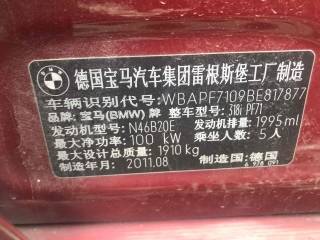 德国宝马汽车集团雷根斯堡工厂制造
车辆识别代号:WBAPF7109BE817877
品牌:宝马(BMW)牌 整车型号:318i PF71
发动机型号:N46B20E 发动机排量:1995ml
最大净功率:100 kW 乘坐人数:5人
最大设计总质量:1910kg
制造年月:2011.08 制造国:德国